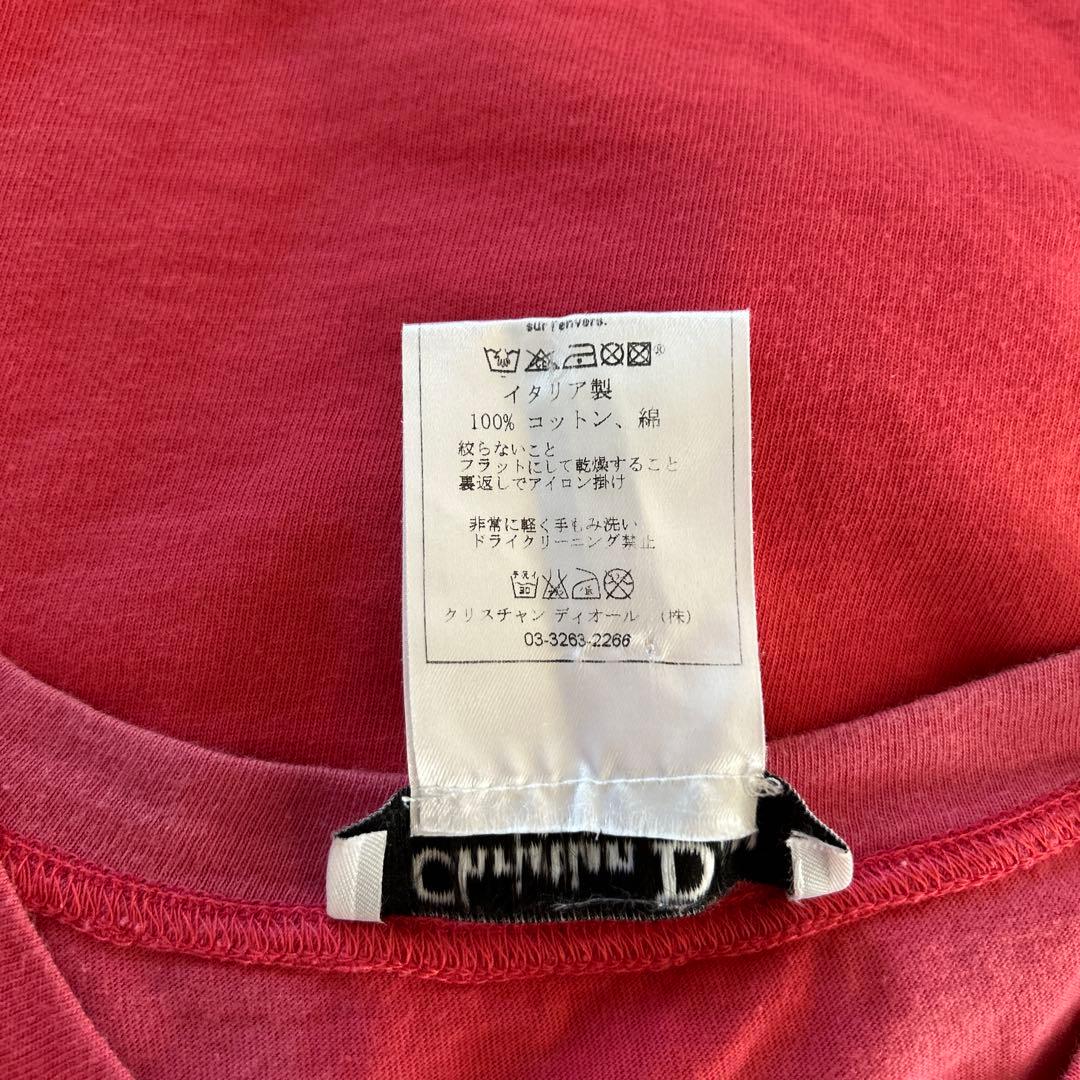 sur l'envers.
イタリア製
100% コットン、綿
絞らないこと
フラットにして乾燥すること
裏返しでアイロン掛け
非常に軽く手もみ洗い
ドライクリーニング禁止
手洗イ
30
クリスチャン ディオール （株）
03-3263-2266